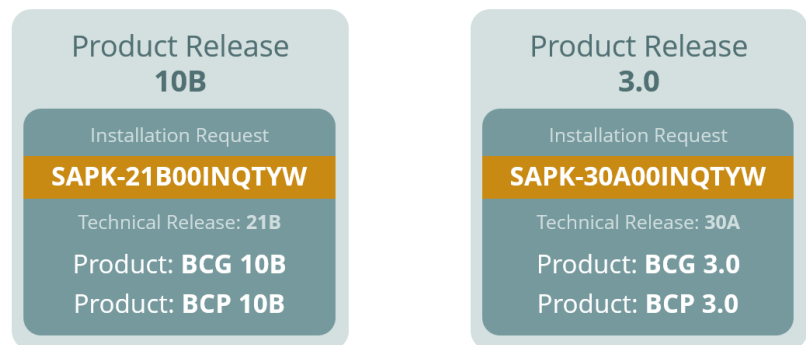 Product Release
10B
Installation Request
SAPK-21B00INQTYW
Technical Release: 21B
Product: BCG 10B
Product: BCP 10B
Product Release
3.0
Installation Request
SAPK-30A00INQTYW
Technical Release: 30A
Product: BCG 3.0
Product: BCP 3.0